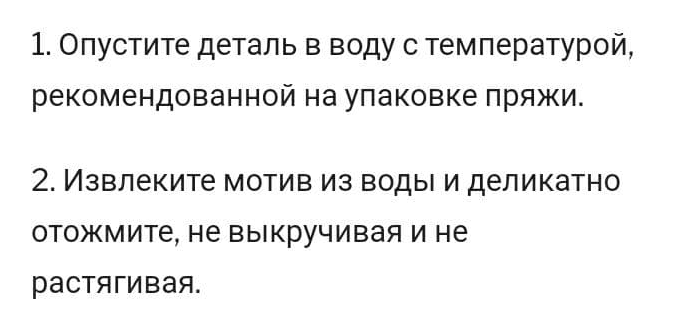 1. Опустите деталь в воду с температурой,
рекомендованной на упаковке пряжи.
2. Извлеките мотив из воды и деликатно
отожмите, не выкручивая и не
растягивая.